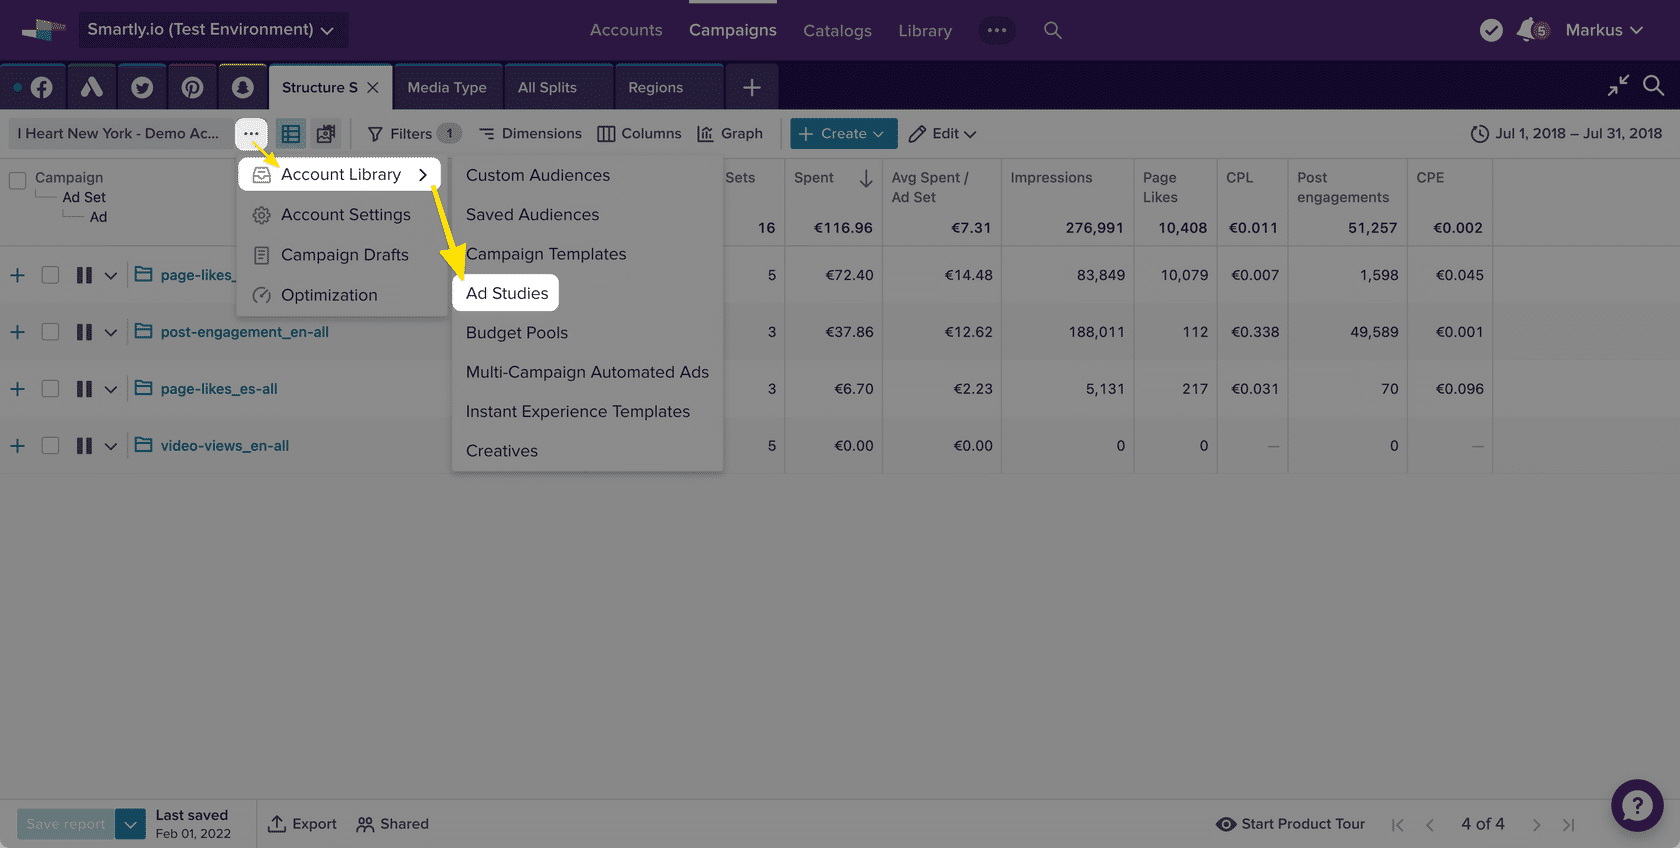 Smartly.io (Test Environment)
Accounts
Campaigns
Catalogs
Library
5
Markus
Structure S
Media Type
All Splits
Regions
I Heart New York - Demo Ac...
Filters 1
Dimensions
Columns
Graph
Create
Edit
Jul 1, 2018 – Jul 31, 2018
Account Library
Account Settings
Campaign Drafts
Optimization
Custom Audiences
Saved Audiences
Campaign Templates
Ad Studies
Budget Pools
Multi-Campaign Automated Ads
Instant Experience Templates
Creatives
Campaign
Ad Set
Ad
Sets
Spent
Avg Spent /
Ad Set
Impressions
Page
Likes
CPL
Post
engagements
CPE
16 €116.96 €7.31 276,991 10,408 €0.011 51,257 €0.002
page-likes_ 5 €72.40 €14.48 83,849 10,079 €0.007 1,598 €0.045
post-engagement_en-all 3 €37.86 €12.62 188,011 112 €0.338 49,589 €0.001
page-likes_es-all 3 €6.70 €2.23 5,131 217 €0.031 70 €0.096
video-views_en-all 5 €0.00 €0.00 0 0 — 0 —
Save report
Last saved
Feb 01, 2022
Export
Shared
Start Product Tour
4 of 4
?